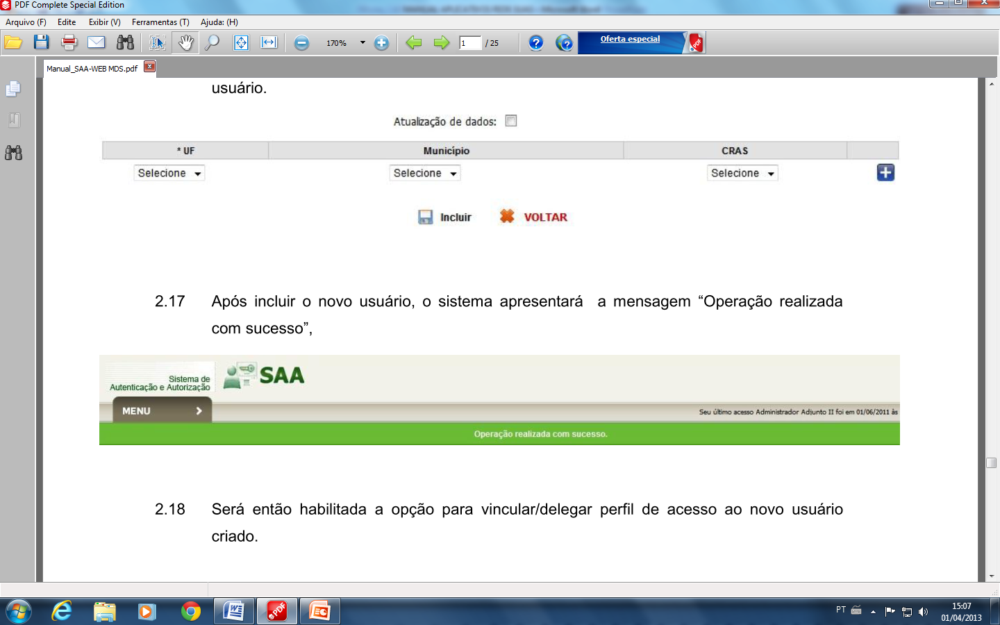 PDF Complete Special Edition
Arquivo (F) Edite Exibir (V) Ferramentas (T) Ajuda: (H)
170% 1 / 25 Oferta especial
Manual_SAA-WEB MDS.pdf
usuário.
Atualização de dados:
* UF Município CRAS
Selecione Selecione Selecione
Incluir VOLTAR
2.17 Após incluir o novo usuário, o sistema apresentará a mensagem “Operação realizada
com sucesso”,
Sistema de
Autenticação e Autorização
SAA
MENU
Seu último acesso Administrador Adjunto II foi em 01/06/2011 às
Operação realizada com sucesso.
2.18 Será então habilitada a opção para vincular/delegar perfil de acesso ao novo usuário
criado.
PT
15:07
01/04/2013